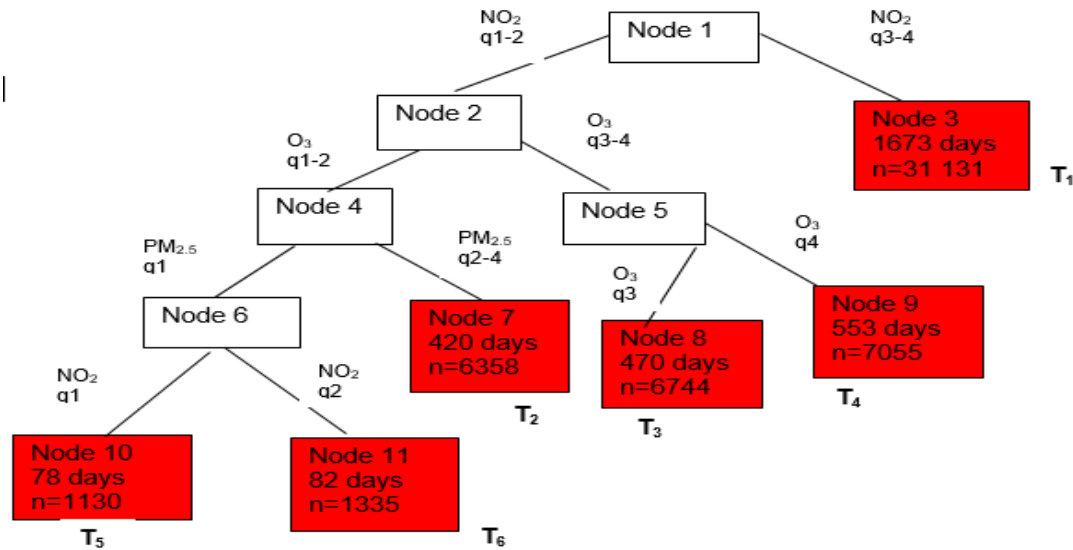 NO₂
q1-2
Node 1
NO₂
q3-4
Node 2
Node 3
1673 days
n=31 131
T₁
O₃
q1-2
O₃
q3-4
Node 4
Node 5
PM₂.₅
q1
PM₂.₅
q2-4
O₃
q3
O₃
q4
Node 6
Node 7
420 days
n=6358
T₂
Node 8
470 days
n=6744
T₃
Node 9
553 days
n=7055
T₄
NO₂
q1
NO₂
q2
Node 10
78 days
n=1130
T₅
Node 11
82 days
n=1335
T₆